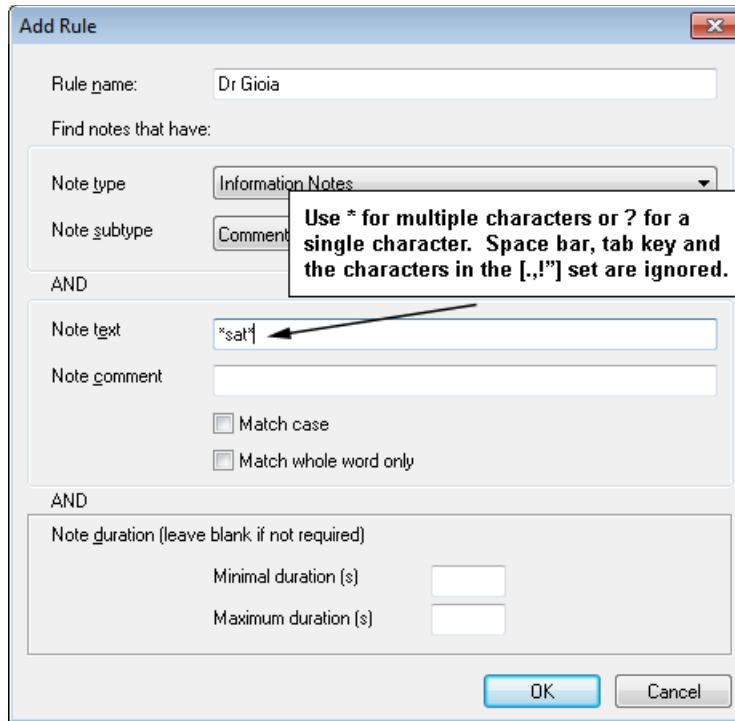 Add Rule
Rule name: Dr Gioia
Find notes that have:
Note type Information Notes
Note subtype Comment
Use * for multiple characters or ? for a
single character. Space bar, tab key and
the characters in the [.,!”] set are ignored.
AND
Note text *sat*
Note comment
Match case
Match whole word only
AND
Note duration (leave blank if not required)
Minimal duration (s)
Maximum duration (s)
OK Cancel